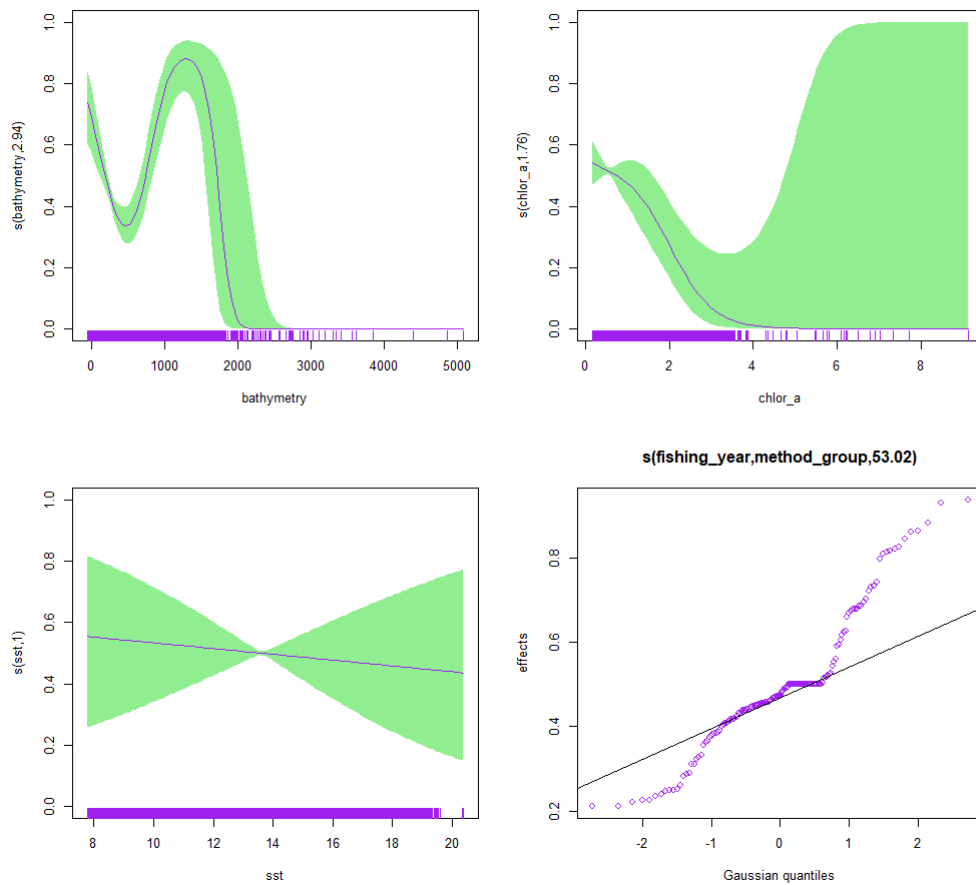 s(bathymetry,2.94)
1.0
0.8
0.6
0.4
0.2
0.0
0 1000 2000 3000 4000 5000
bathymetry
s(chlor_a,1.76)
1.0
0.8
0.6
0.4
0.2
0.0
0 2 4 6 8
chlor_a
s(sst,1)
1.0
0.8
0.6
0.4
0.2
0.0
8 10 12 14 16 18 20
sst
s(fishing_year,method_group,53.02)
effects
0.8
0.6
0.4
0.2
-2 -1 0 1 2
Gaussian quantiles